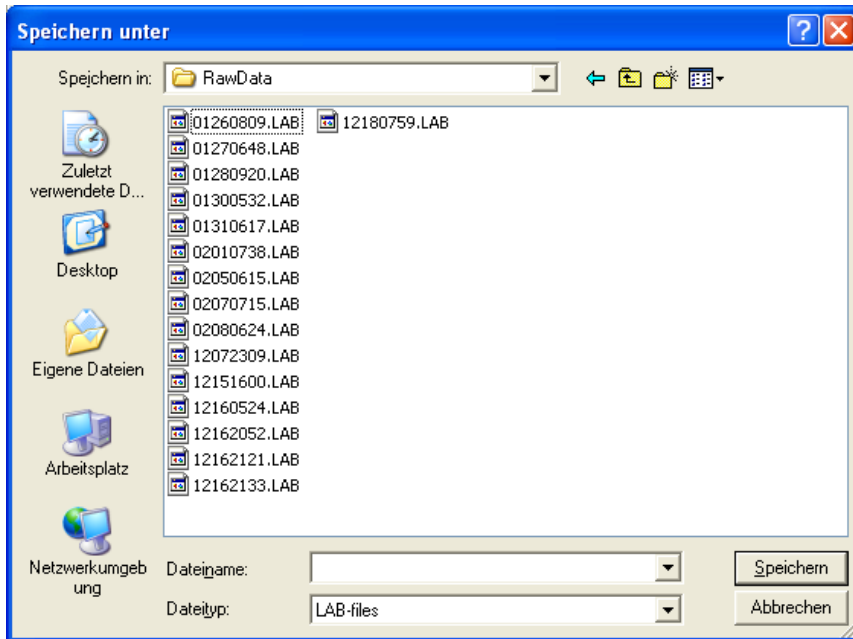 Speichern unter
Speichern in:
RawData
Zuletzt
verwendete D...
Desktop
Eigene Dateien
Arbeitsplatz
Netzwerkumgeb
ung
01260809.LAB
01270648.LAB
01280920.LAB
01300532.LAB
01310617.LAB
02010738.LAB
02050615.LAB
02070715.LAB
02080624.LAB
12072309.LAB
12151600.LAB
12160524.LAB
12162052.LAB
12162121.LAB
12162133.LAB
12180759.LAB
Dateiname:
Speichern
Dateityp:
LAB-files
Abbrechen